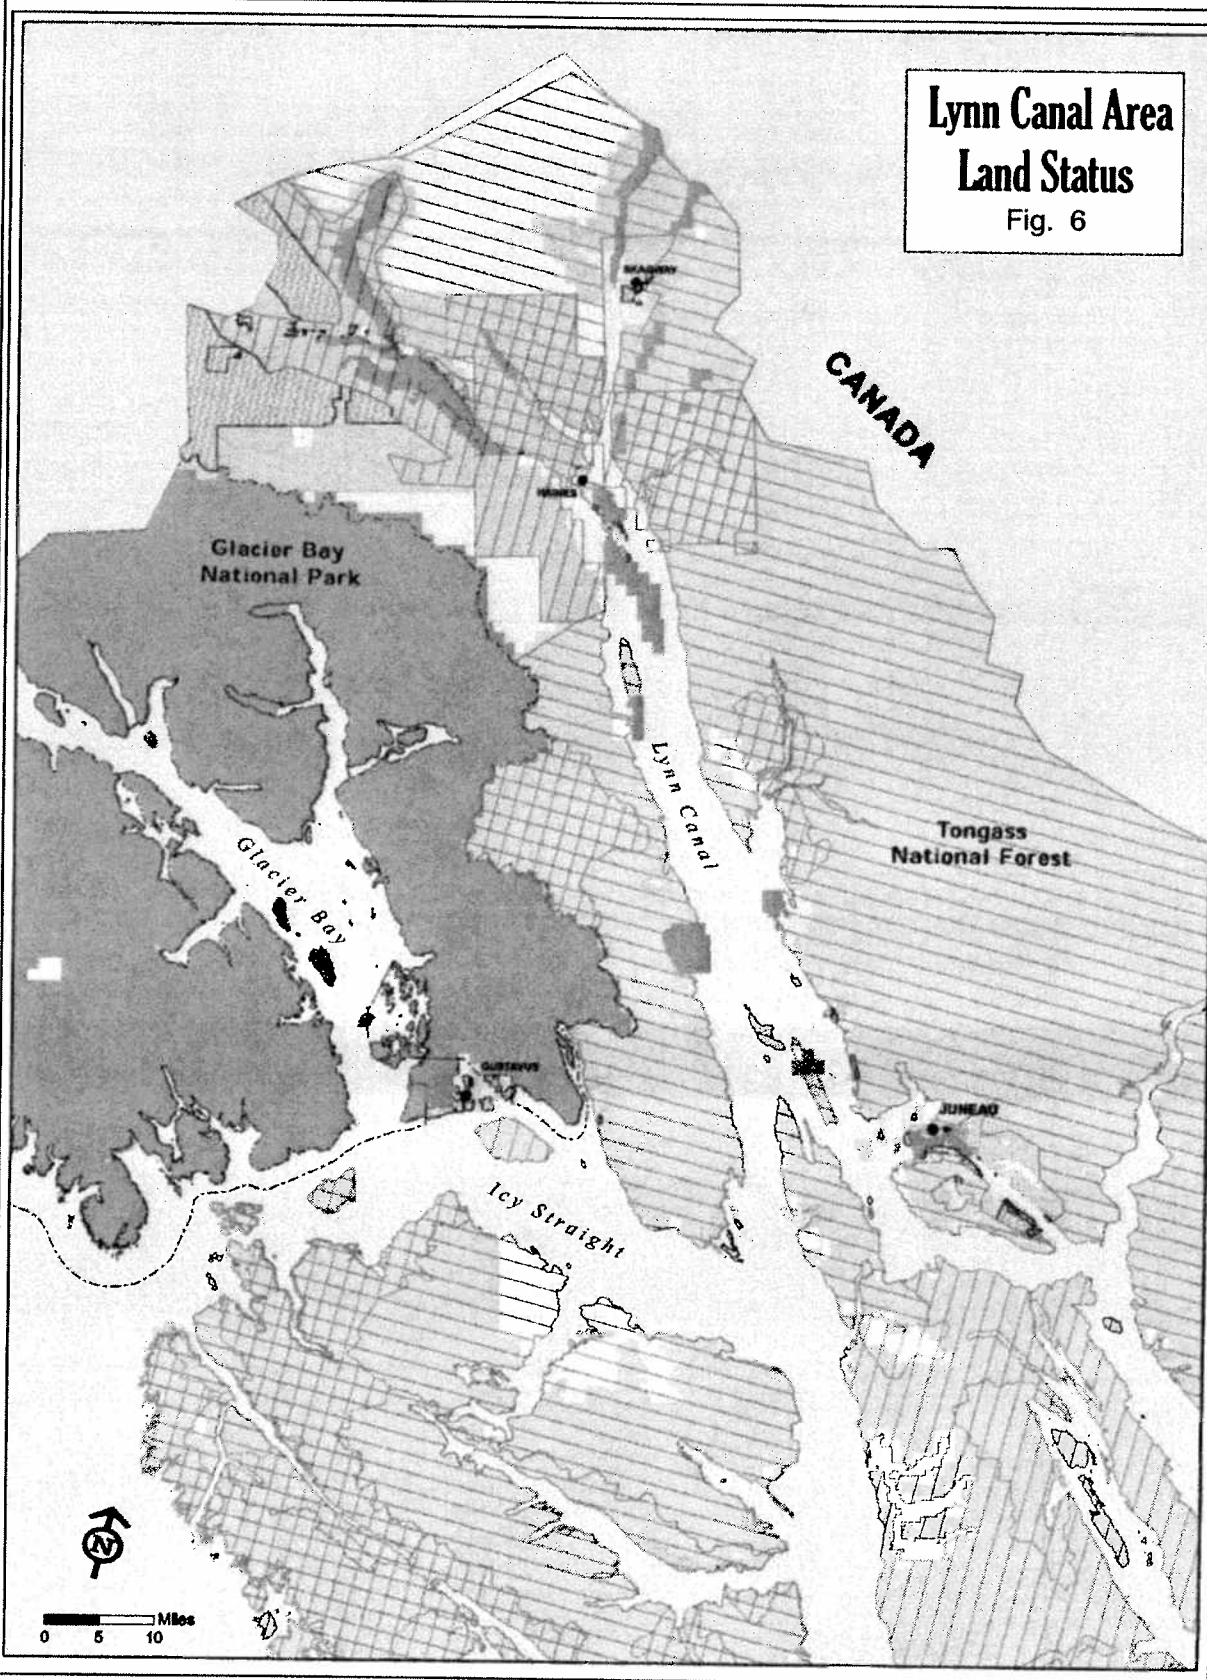 Lynn Canal Area
Land Status
Fig. 6
SKAGWAY
CANADA
HAINES
Glacier Bay
National Park
Lynn Canal
Tongass
National Forest
Glacier Bay
GUSTAVUS
JUNEAU
Icy Straight
N
Miles
0 5 10